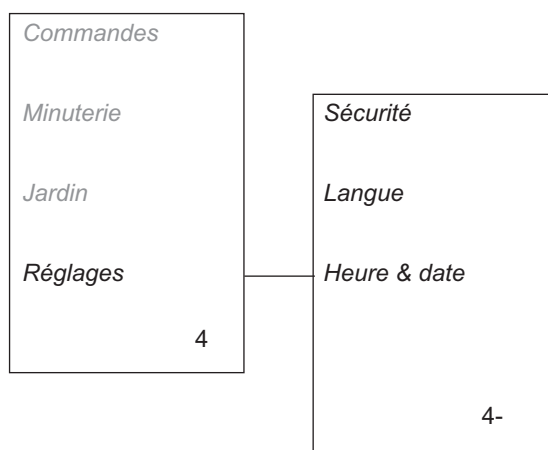 Commandes
Minuterie
Jardin
Réglages
4
Sécurité
Langue
Heure & date
4-